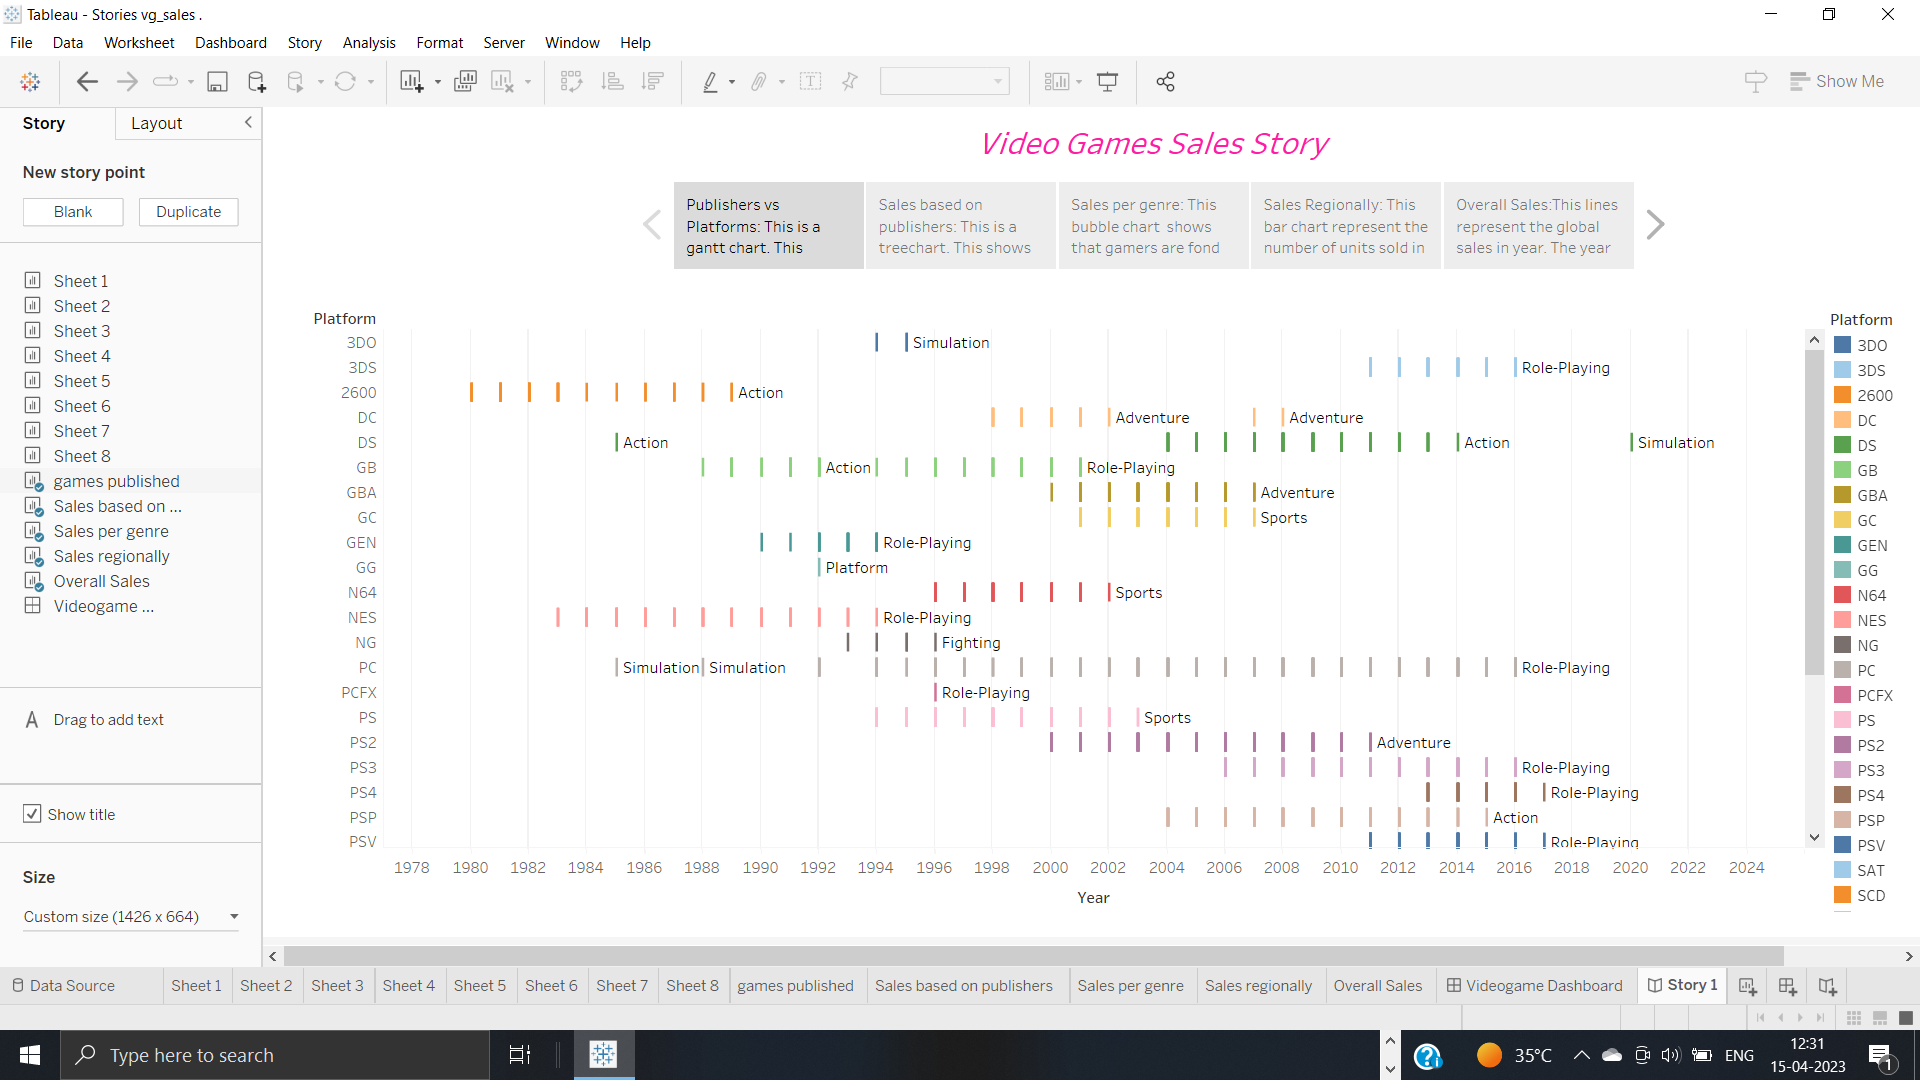 Tableau - Stories vg_sales .
File Data Worksheet Dashboard Story Analysis Format Server Window Help
Show Me
Story Layout
New story point
Blank Duplicate
Sheet 1
Sheet 2
Sheet 3
Sheet 4
Sheet 5
Sheet 6
Sheet 7
Sheet 8
games published
Sales based on ...
Sales per genre
Sales regionally
Overall Sales
Videogame ...
A Drag to add text
Show title
Size
Custom size (1426 x 664)
Video Games Sales Story
Publishers vs
Platforms: This is a
gantt chart. This
Sales based on
publishers: This is a
treechart. This shows
Sales per genre: This
bubble chart shows
that gamers are fond
Sales Regionally: This
bar chart represent the
number of units sold in
Overall Sales:This lines
represent the global
sales in year. The year
Platform
3DO Simulation
3DS Role-Playing
2600 Action
DC Adventure Adventure
DS Action Action Simulation
GB Action Role-Playing
GBA Adventure
GC Sports
GEN Role-Playing
GG Platform
N64 Sports
NES Role-Playing
NG Fighting
PC Simulation Simulation Role-Playing
PCFX Role-Playing
PS Sports
PS2 Adventure
PS3 Role-Playing
PS4 Role-Playing
PSP Action
PSV Role-Playing
1978 1980 1982 1984 1986 1988 1990 1992 1994 1996 1998 2000 2002 2004 2006 2008 2010 2012 2014 2016 2018 2020 2022 2024
Year
Platform
3DO
3DS
2600
DC
DS
GB
GBA
GC
GEN
GG
N64
NES
NG
PC
PCFX
PS
PS2
PS3
PS4
PSP
PSV
SAT
SCD
Data Source Sheet 1 Sheet 2 Sheet 3 Sheet 4 Sheet 5 Sheet 6 Sheet 7 Sheet 8 games published Sales based on publishers Sales per genre Sales regionally Overall Sales Videogame Dashboard Story 1
Type here to search
35°C
ENG
12:31
15-04-2023
1